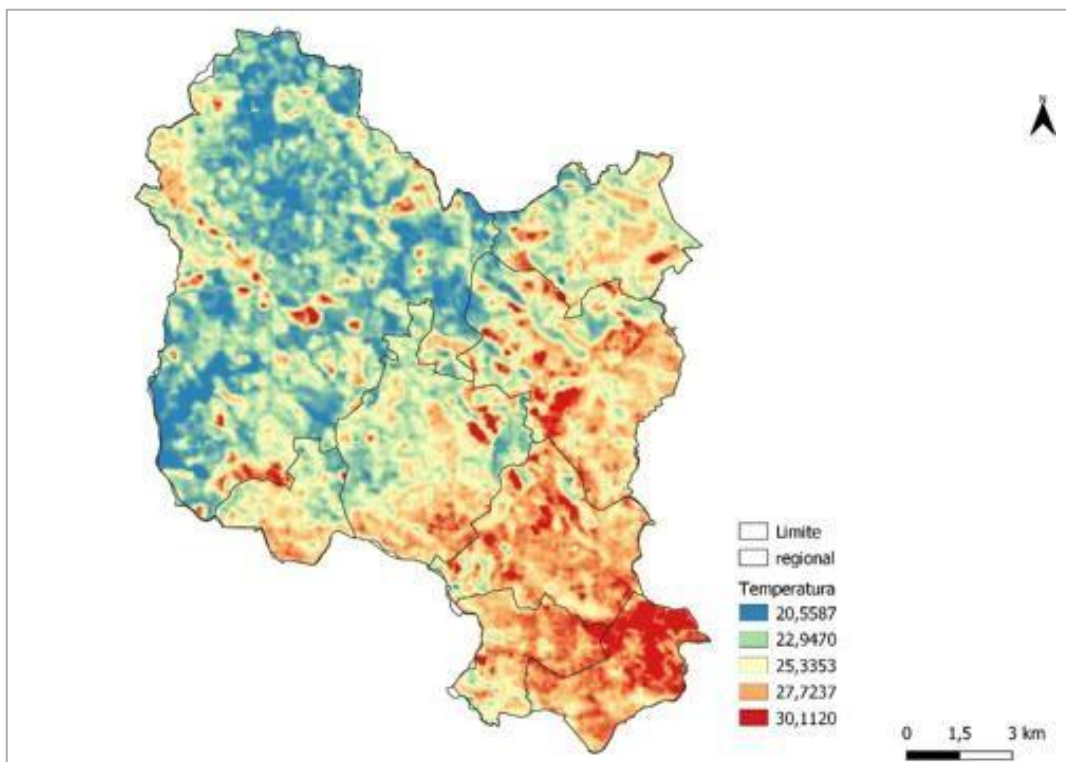 N
Limite
regional
Temperatura
20,5587
22,9470
25,3353
27,7237
30,1120
0 1,5 3 km